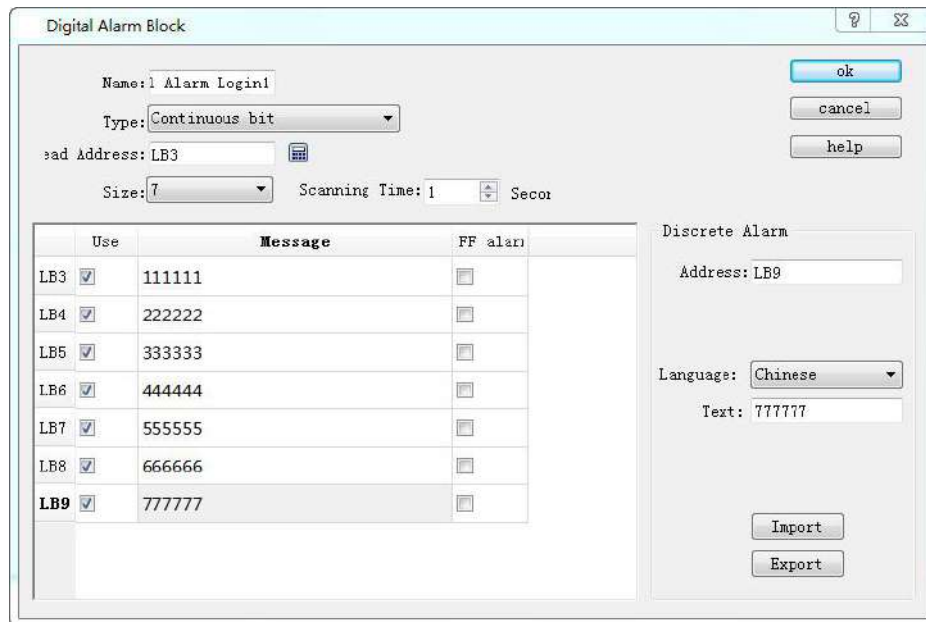 Digital Alarm Block
Name: l Alarm Login1
ok
Type: Continuous bit
cancel
ead Address: LB3
help
Size: 7 Scanning Time: 1 Secor
Use Message FF aları
Discrete Alarm
LB3 111111
Address: LB9
LB4 222222
LB5 333333
LB6 444444
Language: Chinese
LB7 555555
Text: 777777
LB8 666666
LB9 777777
Import
Export